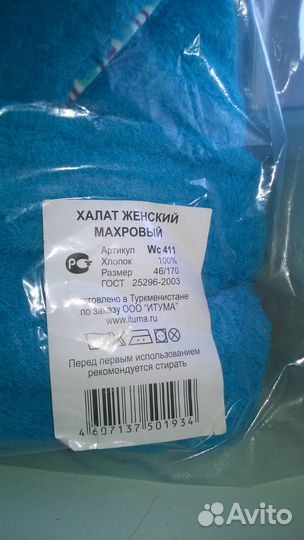 ХАЛАТ ЖЕНСКИЙ
МАХРОВЫЙ
Артикул Wc 411
Хлопок 100%
Размер 46/170
ГОСТ 25296-2003
готовлено в Туркменистане
по заказу ООО "ИТУМА"
www.ituma.ru
Перед первым использованием
рекомендуется стирать
4 607137 501934
Avito